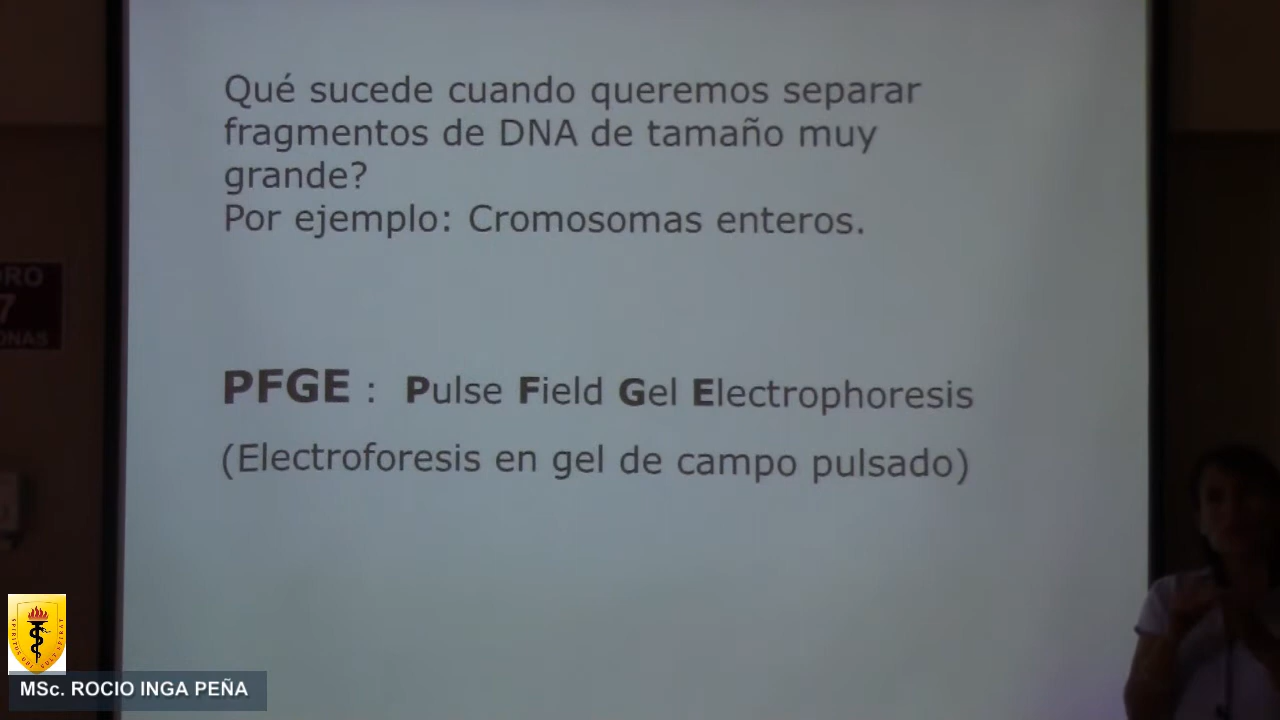 Qué sucede cuando queremos separar
fragmentos de DNA de tamaño muy
grande?
Por ejemplo: Cromosomas enteros.
PFGE : Pulse Field Gel Electrophoresis
(Electroforesis en gel de campo pulsado)
7
MSc. ROCIO INGA PEÑA